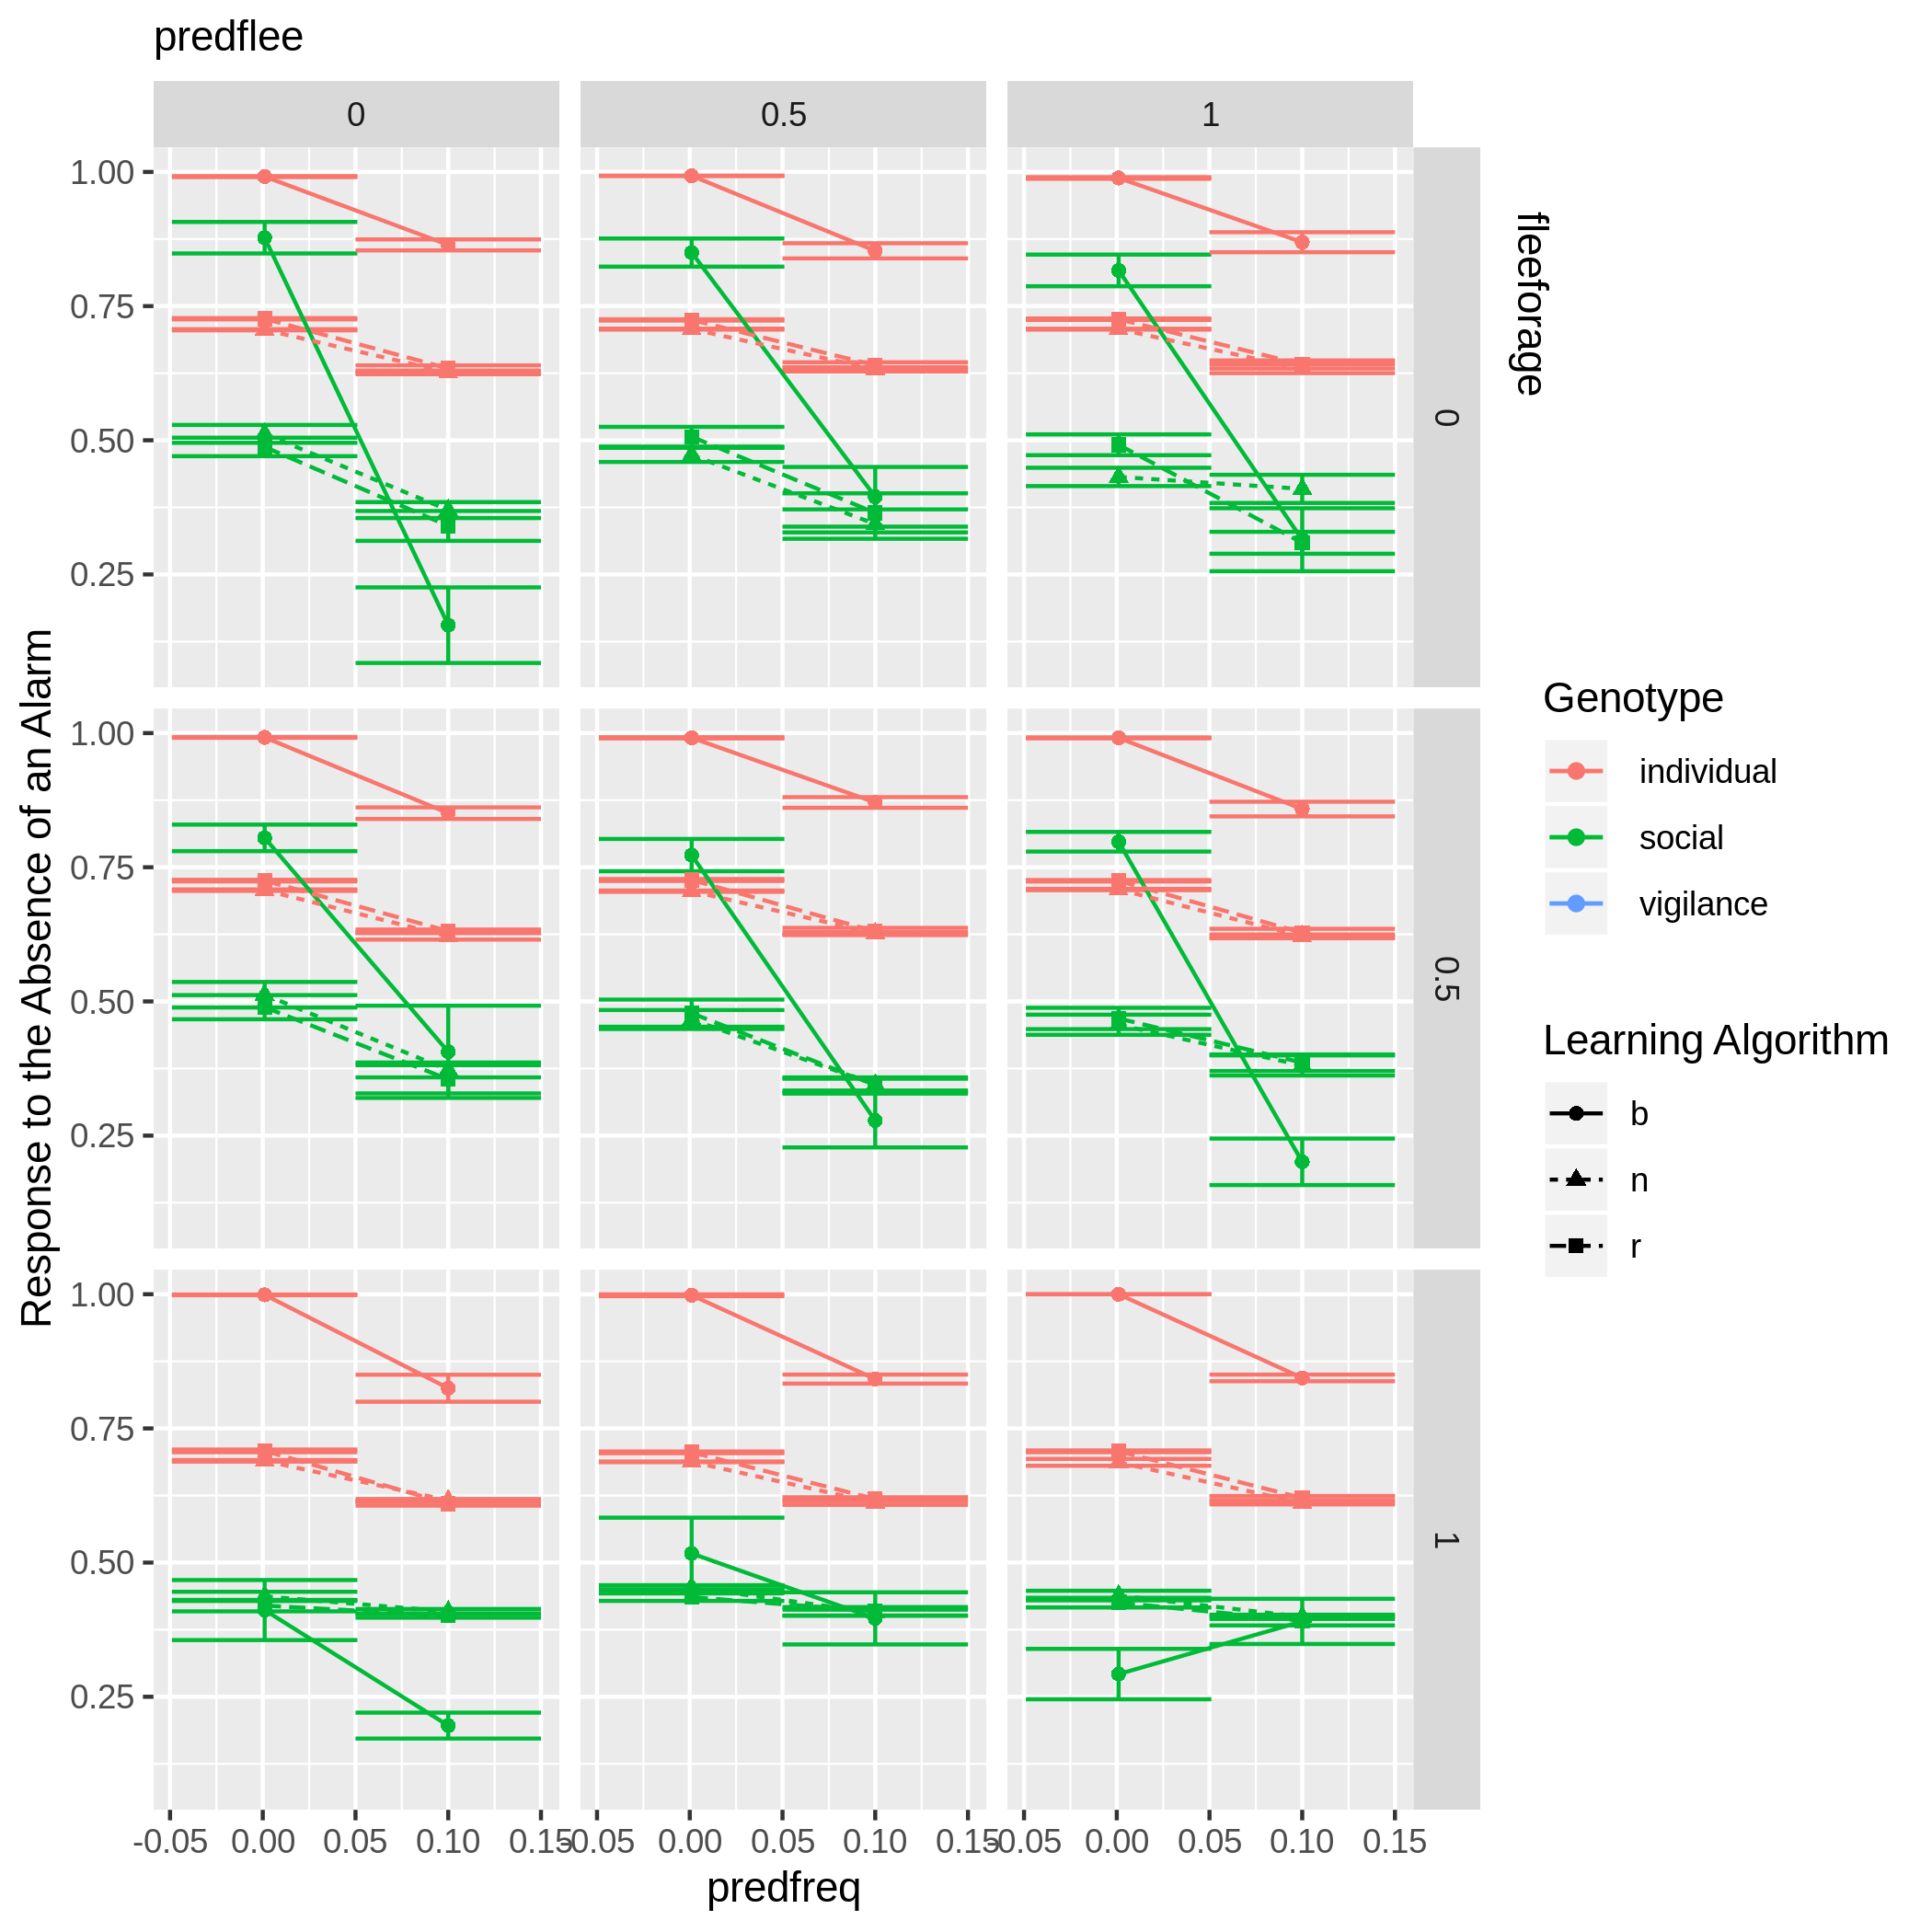 predflee
0 0.5 1
fleeforage
1.00
0.75
0.50
0.25
0
1.00
0.75
0.50
0.25
0.5
1.00
0.75
0.50
0.25
1
-0.05 0.00 0.05 0.10 0.15 -0.05 0.00 0.05 0.10 0.15 -0.05 0.00 0.05 0.10 0.15
predfreq
Response to the Absence of an Alarm
Genotype
individual
social
vigilance
Learning Algorithm
b
n
r